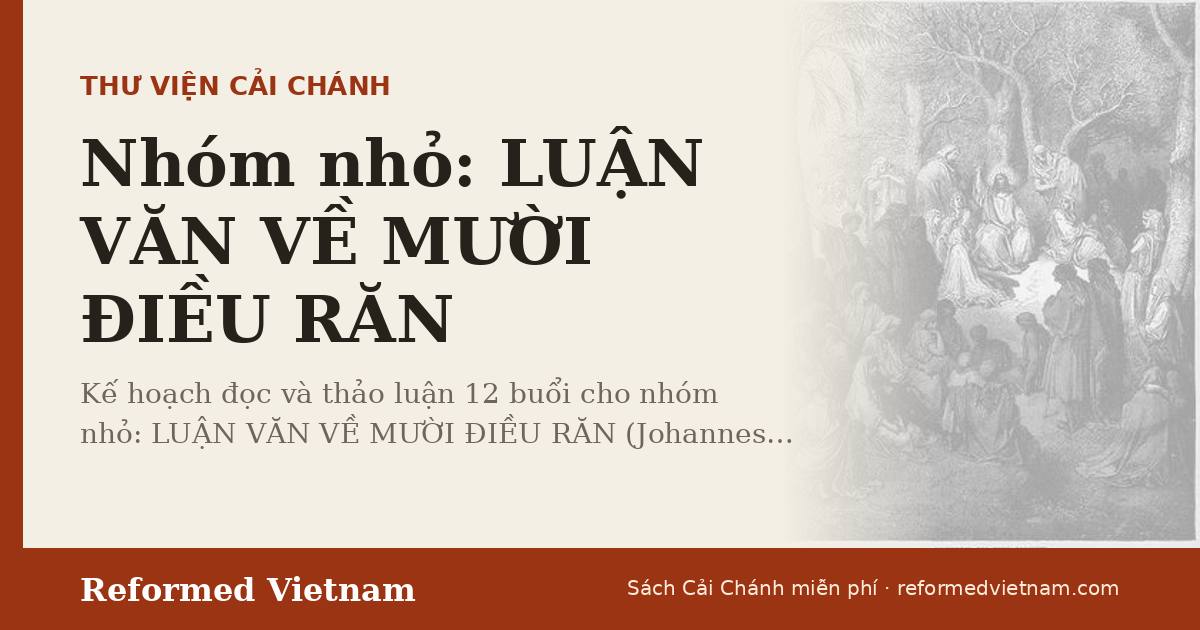 THƯ VIỆN CẢI CHÁNH
Nhóm nhỏ: LUẬN
VĂN VỀ MƯỜI
ĐIỀU RĂN
Kế hoạch đọc và thảo luận 12 buổi cho nhóm
nhỏ: LUẬN VĂN VỀ MƯỜI ĐIỀU RĂN (Johannes...
Reformed Vietnam
Sách Cải Chánh miễn phí · reformedvietnam.com